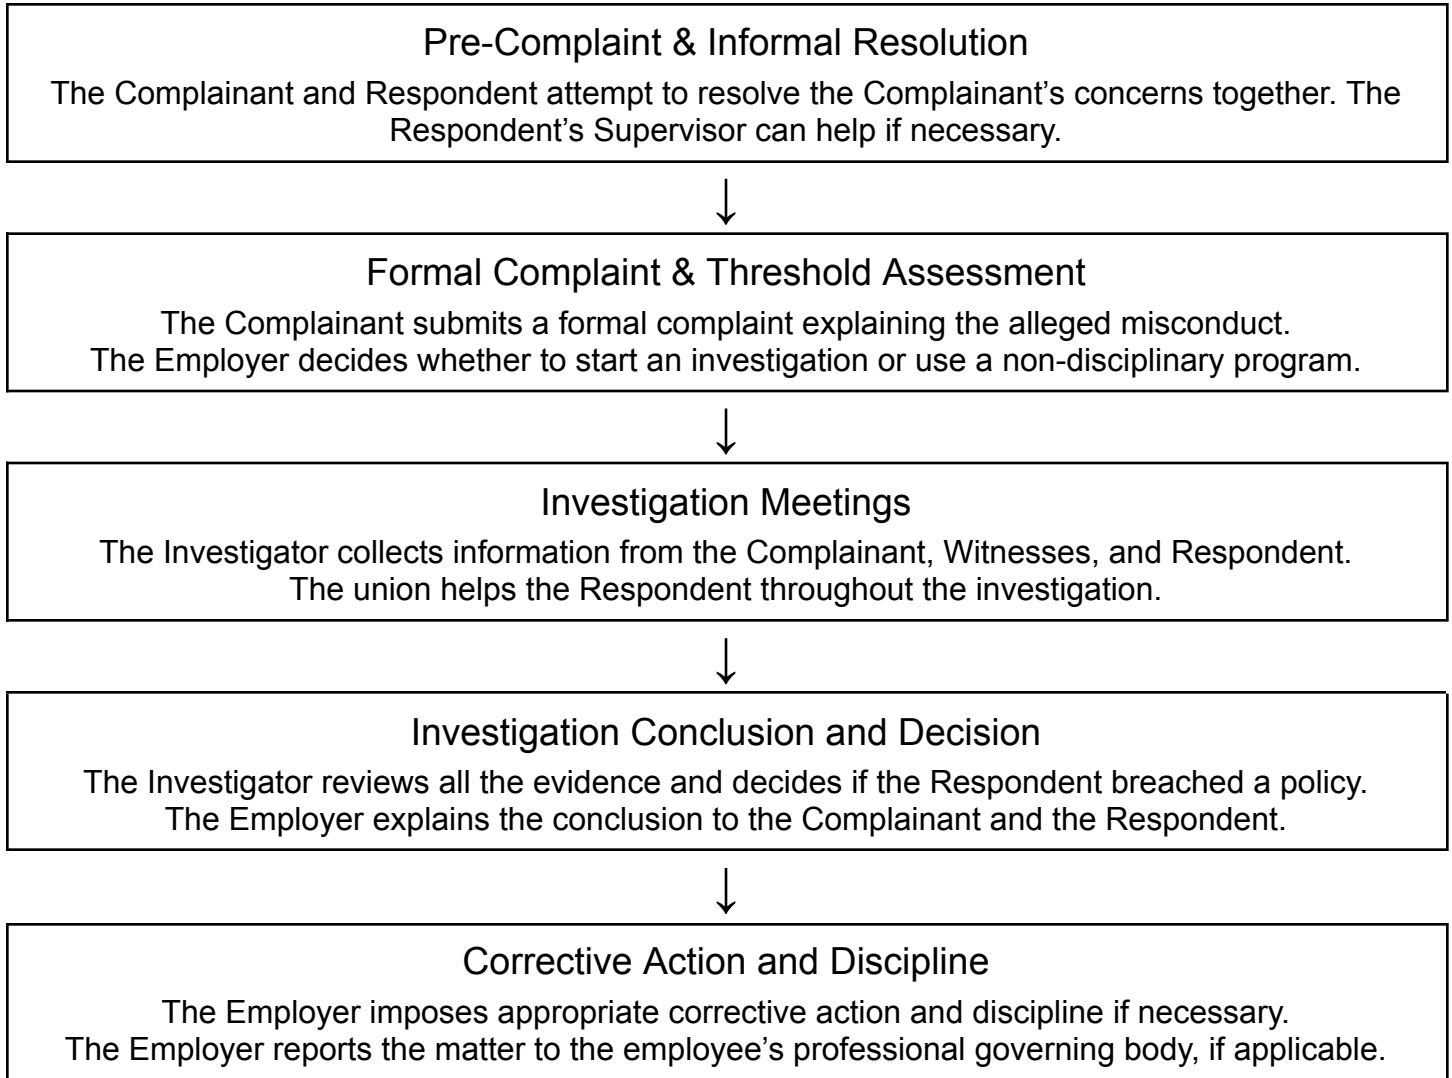 Pre-Complaint & Informal Resolution
The Complainant and Respondent attempt to resolve the Complainant’s concerns together. The
Respondent’s Supervisor can help if necessary.
↓
Formal Complaint & Threshold Assessment
The Complainant submits a formal complaint explaining the alleged misconduct.
The Employer decides whether to start an investigation or use a non-disciplinary program.
↓
Investigation Meetings
The Investigator collects information from the Complainant, Witnesses, and Respondent.
The union helps the Respondent throughout the investigation.
↓
Investigation Conclusion and Decision
The Investigator reviews all the evidence and decides if the Respondent breached a policy.
The Employer explains the conclusion to the Complainant and the Respondent.
↓
Corrective Action and Discipline
The Employer imposes appropriate corrective action and discipline if necessary.
The Employer reports the matter to the employee’s professional governing body, if applicable.